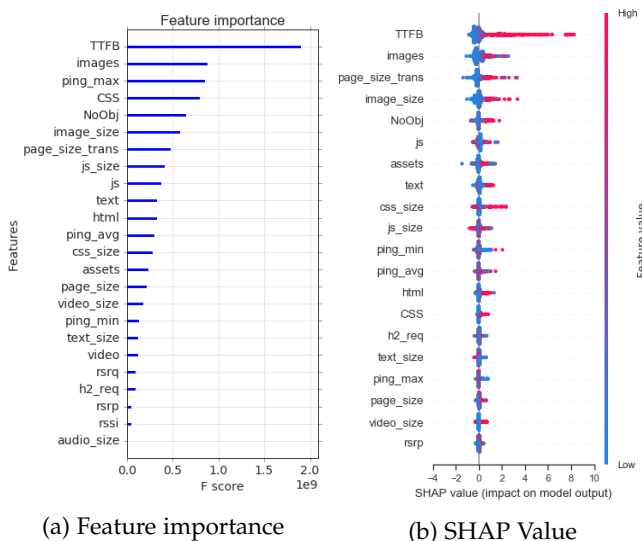 Feature importance
TTFB
images
ping_max
CSS
NoObj
image_size
page_size_trans
js_size
js
text
html
ping_avg
css_size
assets
page_size
video_size
ping_min
text_size
video
rsrq
h2_req
rsrp
rssi
audio_size
Features
0.0 0.5 1.0 1.5 2.0
1e9
F score
(a) Feature importance
High
TTFB
images
page_size_trans
image_size
NoObj
js
assets
text
css_size
js_size
ping_min
ping_avg
html
CSS
h2_req
text_size
ping_max
page_size
video_size
rsrp
Feature value
Low
−4 −2 0 2 4 6 8 10
SHAP value (impact on model output)
(b) SHAP Value